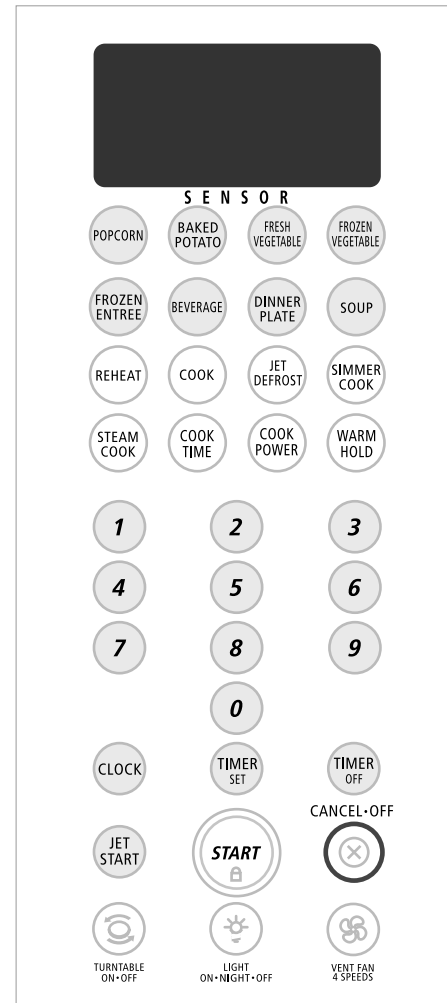 SENSOR
POPCORN
BAKED
POTATO
FRESH
VEGETABLE
FROZEN
VEGETABLE
FROZEN
ENTREE
BEVERAGE
DINNER
PLATE
SOUP
REHEAT
COOK
JET
DEFROST
SIMMER
COOK
STEAM
COOK
COOK
TIME
COOK
POWER
WARM
HOLD
1
2
3
4
5
6
7
8
9
0
CLOCK
TIMER
SET
TIMER
OFF
CANCEL•OFF
JET
START
START
TURNTABLE
ON•OFF
LIGHT
ON•NIGHT•OFF
VENT FAN
4 SPEEDS